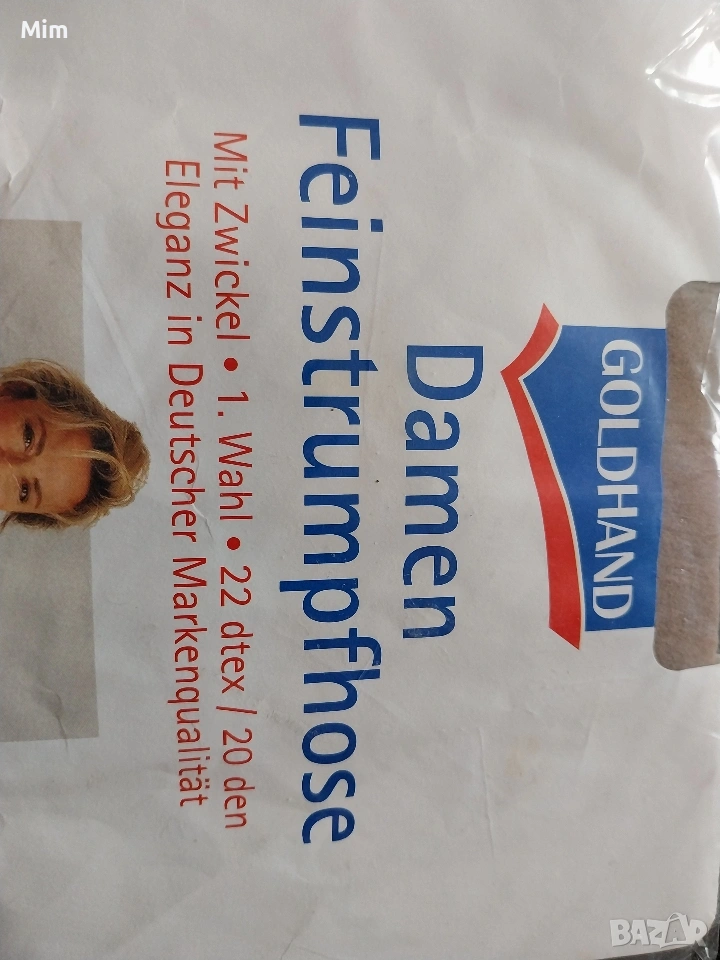 Mim
GOLDHAND
Damen
Feinstrumpfhose
Mit Zwickel • 1. Wahl • 22 dtex / 20 den
Eleganz in Deutscher Markenqualität
BAZAR